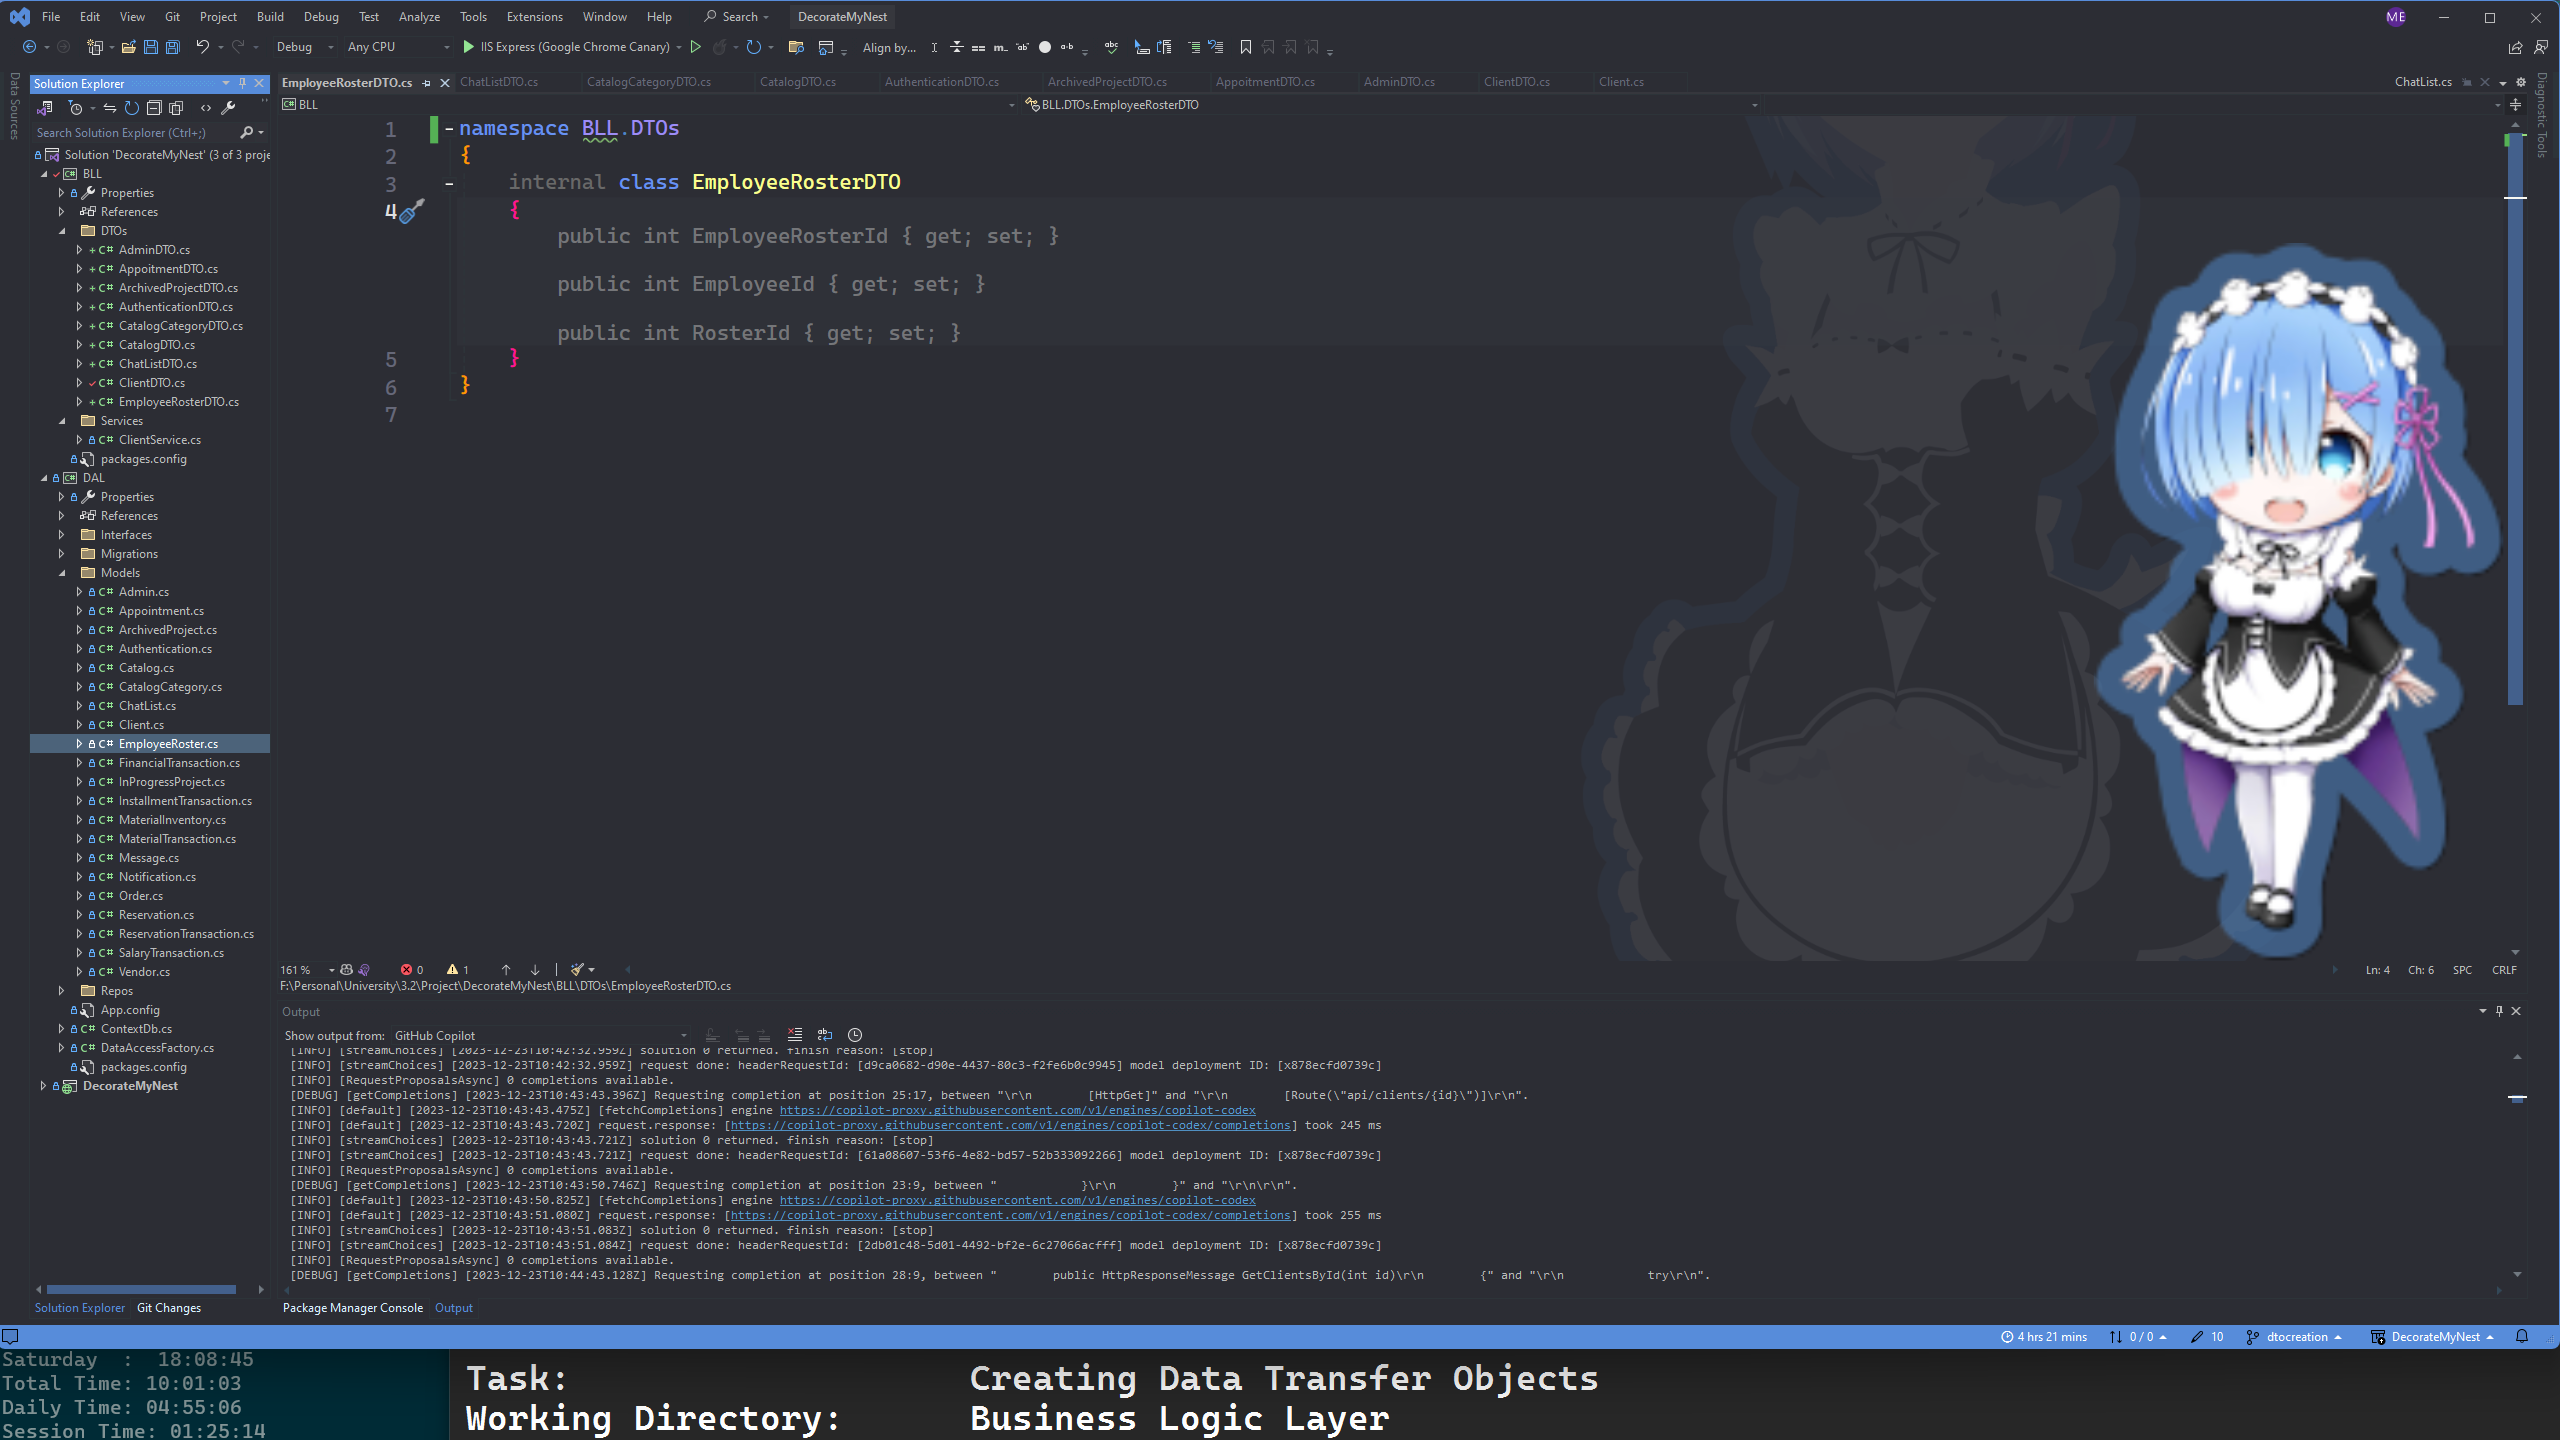 File Edit View Git Project Build Debug Test Analyze Tools Extensions Window Help Search DecorateMyNest ME
Debug Any CPU IIS Express (Google Chrome Canary) Align by...
Data Sources
Solution Explorer
Search Solution Explorer (Ctrl+;)
Solution 'DecorateMyNest' (3 of 3 proje
BLL
Properties
References
DTOs
AdminDTO.cs
AppoitmentDTO.cs
ArchivedProjectDTO.cs
AuthenticationDTO.cs
CatalogCategoryDTO.cs
CatalogDTO.cs
ChatListDTO.cs
ClientDTO.cs
EmployeeRosterDTO.cs
Services
ClientService.cs
packages.config
DAL
Properties
References
Interfaces
Migrations
Models
Admin.cs
Appointment.cs
ArchivedProject.cs
Authentication.cs
Catalog.cs
CatalogCategory.cs
ChatList.cs
Client.cs
EmployeeRoster.cs
FinancialTransaction.cs
InProgressProject.cs
InstallmentTransaction.cs
MaterialInventory.cs
MaterialTransaction.cs
Message.cs
Notification.cs
Order.cs
Reservation.cs
ReservationTransaction.cs
SalaryTransaction.cs
Vendor.cs
Repos
App.config
ContextDb.cs
DataAccessFactory.cs
packages.config
DecorateMyNest
Solution Explorer Git Changes
EmployeeRosterDTO.cs ChatListDTO.cs CatalogCategoryDTO.cs CatalogDTO.cs AuthenticationDTO.cs ArchivedProjectDTO.cs AppoitmentDTO.cs AdminDTO.cs ClientDTO.cs Client.cs ChatList.cs
BLL BLL.DTOs.EmployeeRosterDTO
Diagnostic Tools
1 namespace BLL.DTOs
2 {
3 internal class EmployeeRosterDTO
4 {
public int EmployeeRosterId { get; set; }
public int EmployeeId { get; set; }
public int RosterId { get; set; }
5 }
6 }
7
161 % 0 1 Ln: 4 Ch: 6 SPC CRLF
F:\Personal\University\3.2\Project\DecorateMyNest\BLL\DTOs\EmployeeRosterDTO.cs
Output
Show output from: GitHub Copilot
[INFO] [streamChoices] [2023-12-23T10:42:32.959Z] solution 0 returned. finish reason: [stop]
[INFO] [streamChoices] [2023-12-23T10:42:32.959Z] request done: headerRequestId: [d9ca0682-d90e-4437-80c3-f2fe6b0c9945] model deployment ID: [x878ecfd0739c]
[INFO] [RequestProposalsAsync] 0 completions available.
[DEBUG] [getCompletions] [2023-12-23T10:43:43.396Z] Requesting completion at position 25:17, between "\r\n [HttpGet]" and "\r\n [Route(\"api/clients/{id}\")]\r\n".
[INFO] [default] [2023-12-23T10:43:43.475Z] [fetchCompletions] engine https://copilot-proxy.githubusercontent.com/v1/engines/copilot-codex
[INFO] [default] [2023-12-23T10:43:43.720Z] request.response: [https://copilot-proxy.githubusercontent.com/v1/engines/copilot-codex/completions] took 245 ms
[INFO] [streamChoices] [2023-12-23T10:43:43.721Z] solution 0 returned. finish reason: [stop]
[INFO] [streamChoices] [2023-12-23T10:43:43.721Z] request done: headerRequestId: [61a08607-53f6-4e82-bd57-52b333092266] model deployment ID: [x878ecfd0739c]
[INFO] [RequestProposalsAsync] 0 completions available.
[DEBUG] [getCompletions] [2023-12-23T10:43:50.746Z] Requesting completion at position 23:9, between " }\r\n }" and "\r\n\r\n".
[INFO] [default] [2023-12-23T10:43:50.825Z] [fetchCompletions] engine https://copilot-proxy.githubusercontent.com/v1/engines/copilot-codex
[INFO] [default] [2023-12-23T10:43:51.080Z] request.response: [https://copilot-proxy.githubusercontent.com/v1/engines/copilot-codex/completions] took 255 ms
[INFO] [streamChoices] [2023-12-23T10:43:51.083Z] solution 0 returned. finish reason: [stop]
[INFO] [streamChoices] [2023-12-23T10:43:51.084Z] request done: headerRequestId: [2db01c48-5d01-4492-bf2e-6c27066acfff] model deployment ID: [x878ecfd0739c]
[INFO] [RequestProposalsAsync] 0 completions available.
[DEBUG] [getCompletions] [2023-12-23T10:44:43.128Z] Requesting completion at position 28:9, between " public HttpResponseMessage GetClientsById(int id)\r\n {" and "\r\n try\r\n".
Package Manager Console Output
4 hrs 21 mins 0 / 0 10 dtocreation DecorateMyNest
Saturday : 18:08:45
Total Time: 10:01:03
Daily Time: 04:55:06
Session Time: 01:25:14
Task: Creating Data Transfer Objects
Working Directory: Business Logic Layer